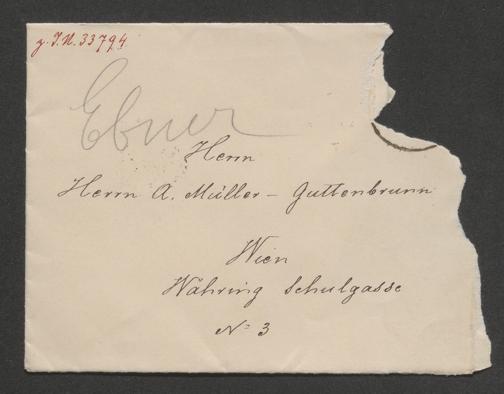 z. I.N. 33794
Ebner
Herrn
Herrn A. Müller - Guttenbrunn
Wien
Währing Schulgasse
No 3